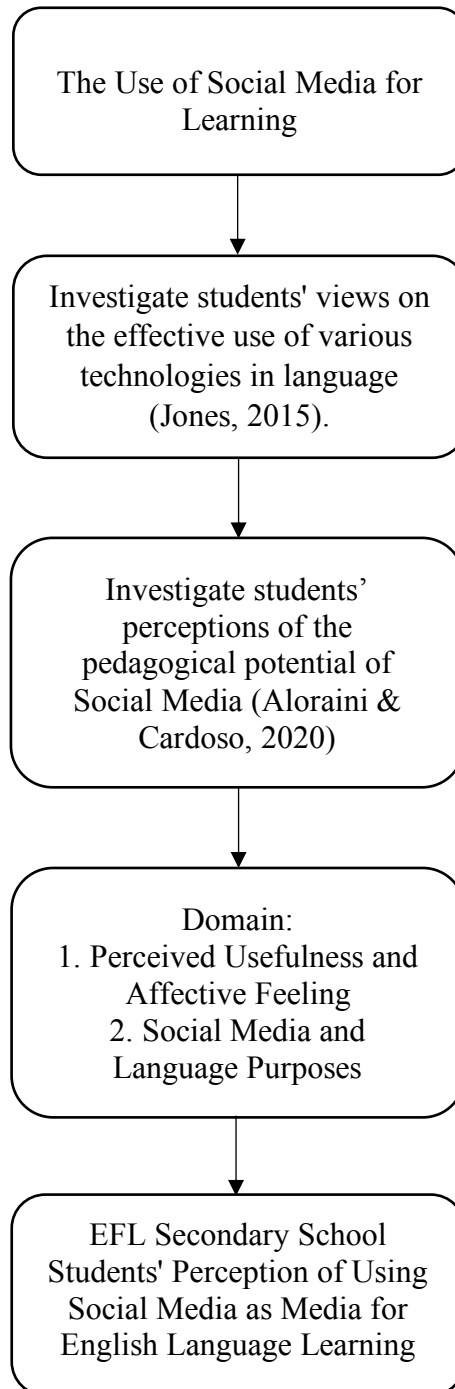 The Use of Social Media for
Learning
Investigate students' views on
the effective use of various
technologies in language
(Jones, 2015).
Investigate students’
perceptions of the
pedagogical potential of
Social Media (Aloraini &
Cardoso, 2020)
Domain:
1. Perceived Usefulness and
Affective Feeling
2. Social Media and
Language Purposes
EFL Secondary School
Students' Perception of Using
Social Media as Media for
English Language Learning